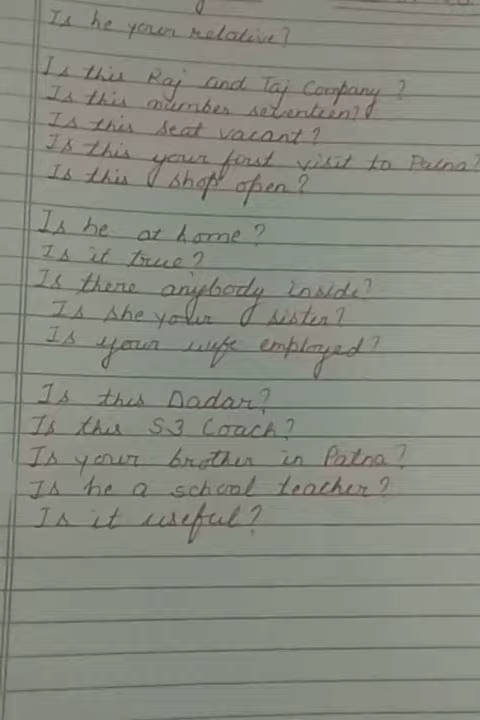 Is he your relative?
Is this Raj and Taj Company?
Is this number seventeen?
Is this seat vacant?
Is this your first visit to Patna?
Is this shop open?
Is he at home?
Is it true?
Is there anybody inside?
Is she your sister?
Is your wife employed?
Is this Dadar?
Is this S3 Coach?
Is your brother in Patna?
Is he a school teacher?
Is it useful?